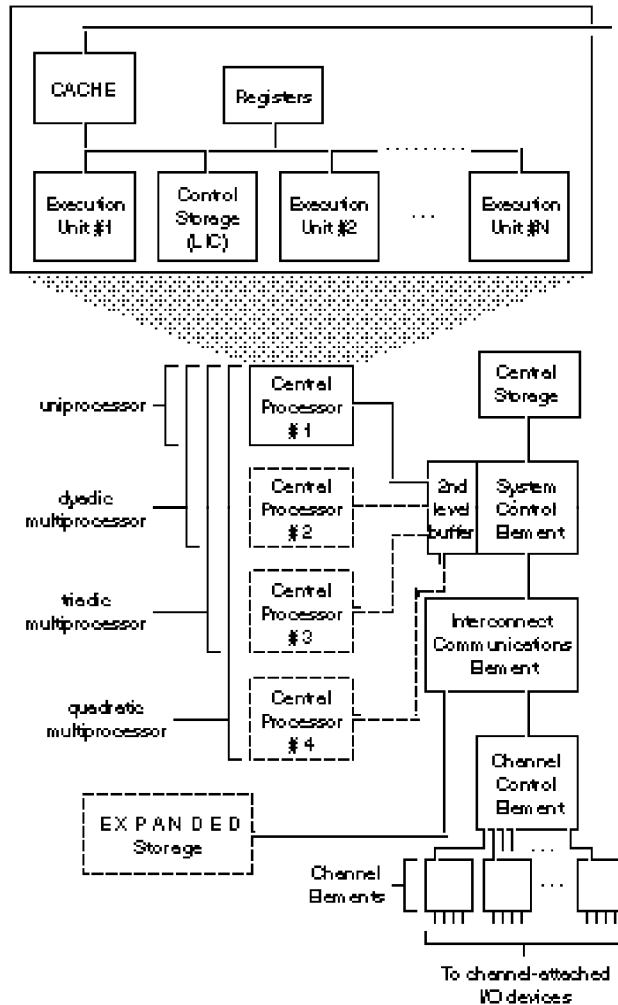 CACHE
Registers
Execution
Unit #1
Control
Storage
(LIC)
Execution
Unit #2
...
Execution
Unit #N
uniprocessor
Central
Processor
#1
Central
Storage
dyadic
multiprocessor
Central
Processor
#2
2nd
level
buffer
System
Control
Element
triadic
multiprocessor
Central
Processor
#3
Interconnect
Communications
Element
quadratic
multiprocessor
Central
Processor
#4
Channel
Control
Element
EXPANDED
Storage
...
Channel
Elements
...
To channel-attached
I/O devices